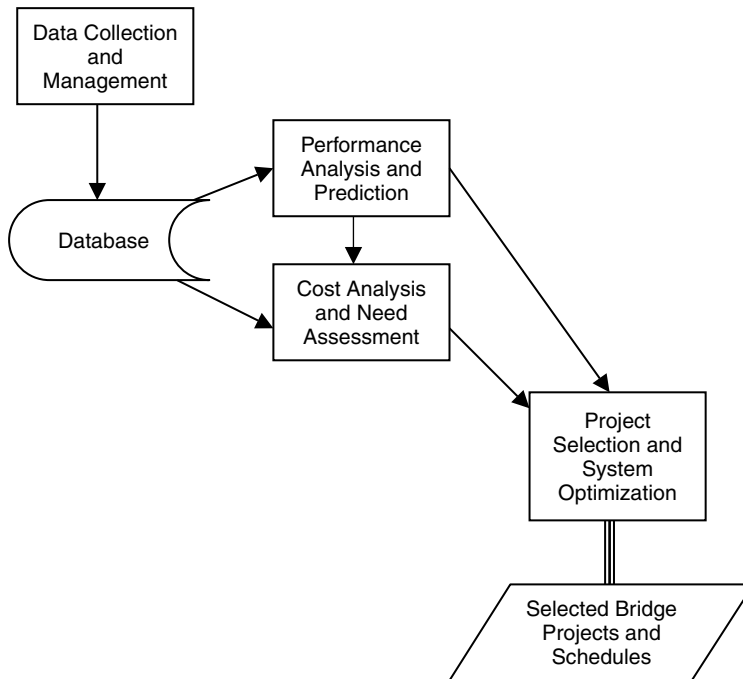 Data Collection
and
Management
Performance
Analysis and
Prediction
Database
Cost Analysis
and Need
Assessment
Project
Selection and
System
Optimization
Selected Bridge
Projects and
Schedules